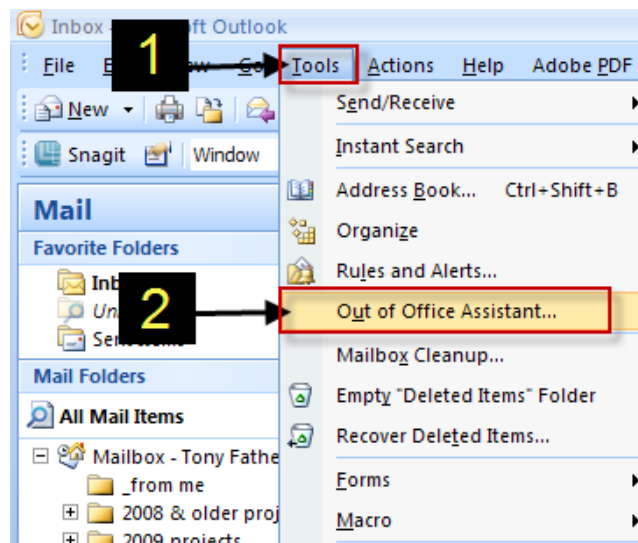 Inbox - ft Outlook
1
File E w Go Tools Actions Help Adobe PDF
New
Send/Receive
Snagit Window
Instant Search
Address Book... Ctrl+Shift+B
Mail
Organize
Favorite Folders
Rules and Alerts...
Inb
2
Out of Office Assistant...
Un
Sent Items
Mailbox Cleanup...
Mail Folders
Empty "Deleted Items" Folder
All Mail Items
Recover Deleted Items...
Mailbox - Tony Fathe
_from me
Forms
2008 & older proj
Macro
2009 projects